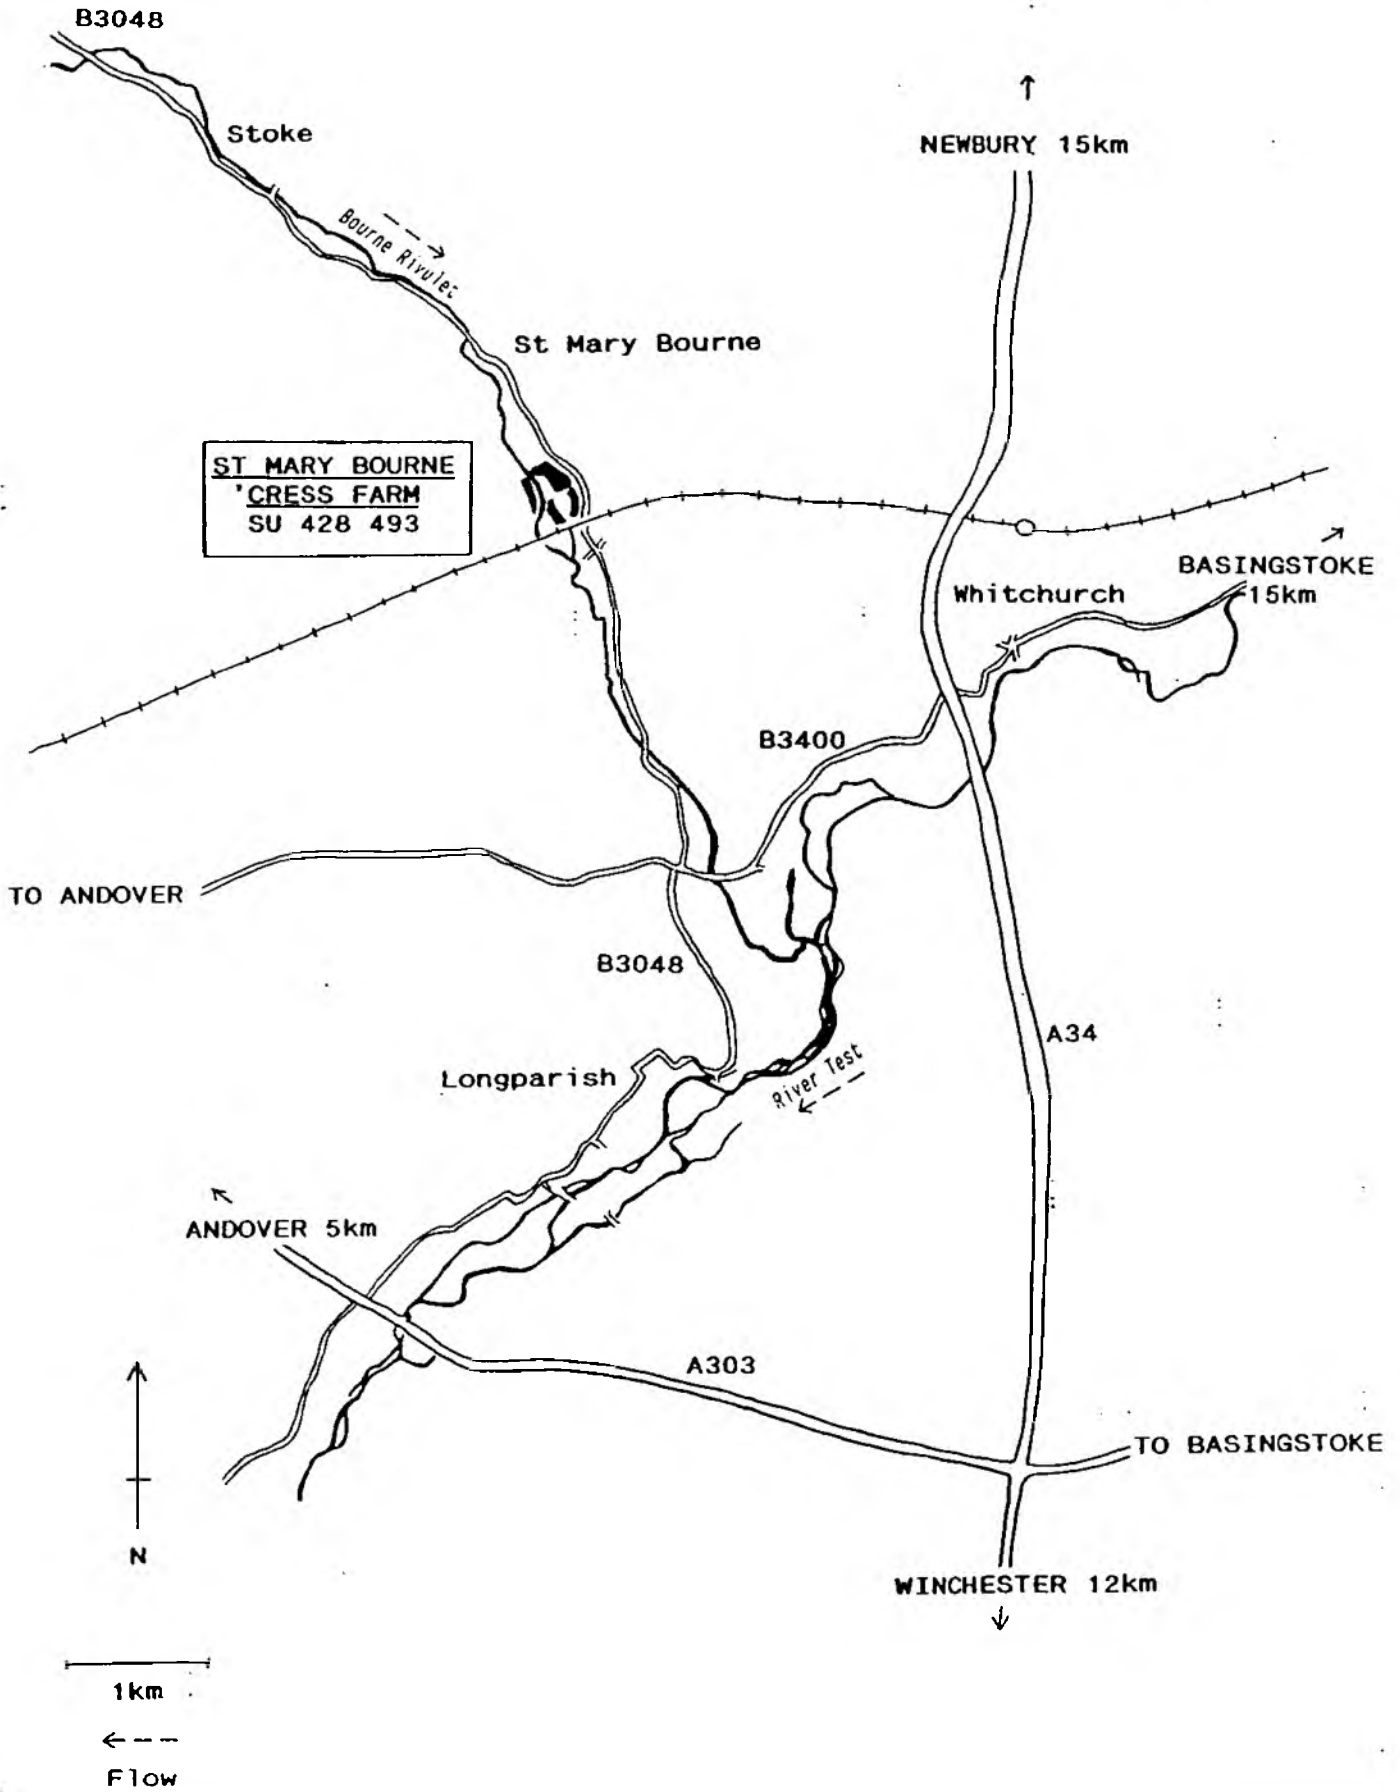 B3048
Stoke
NEWBURY 15km
Bourne Rivulet
St Mary Bourne
ST MARY BOURNE
'CRESS FARM
SU 428 493
BASINGSTOKE
15km
Whitchurch
B3400
TO ANDOVER
B3048
A34
Longparish
River Test
ANDOVER 5km
A303
TO BASINGSTOKE
N
WINCHESTER 12km
1km
Flow